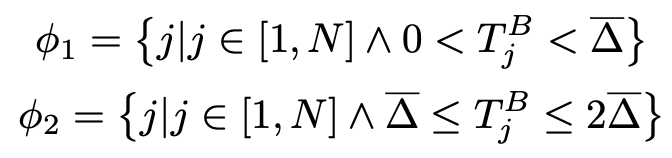 ϕ₁ = {j|j ∈ [1, N] ∧ 0 < T_j^B < Δ̅}
ϕ₂ = {j|j ∈ [1, N] ∧ Δ̅ ≤ T_j^B ≤ 2Δ̅}